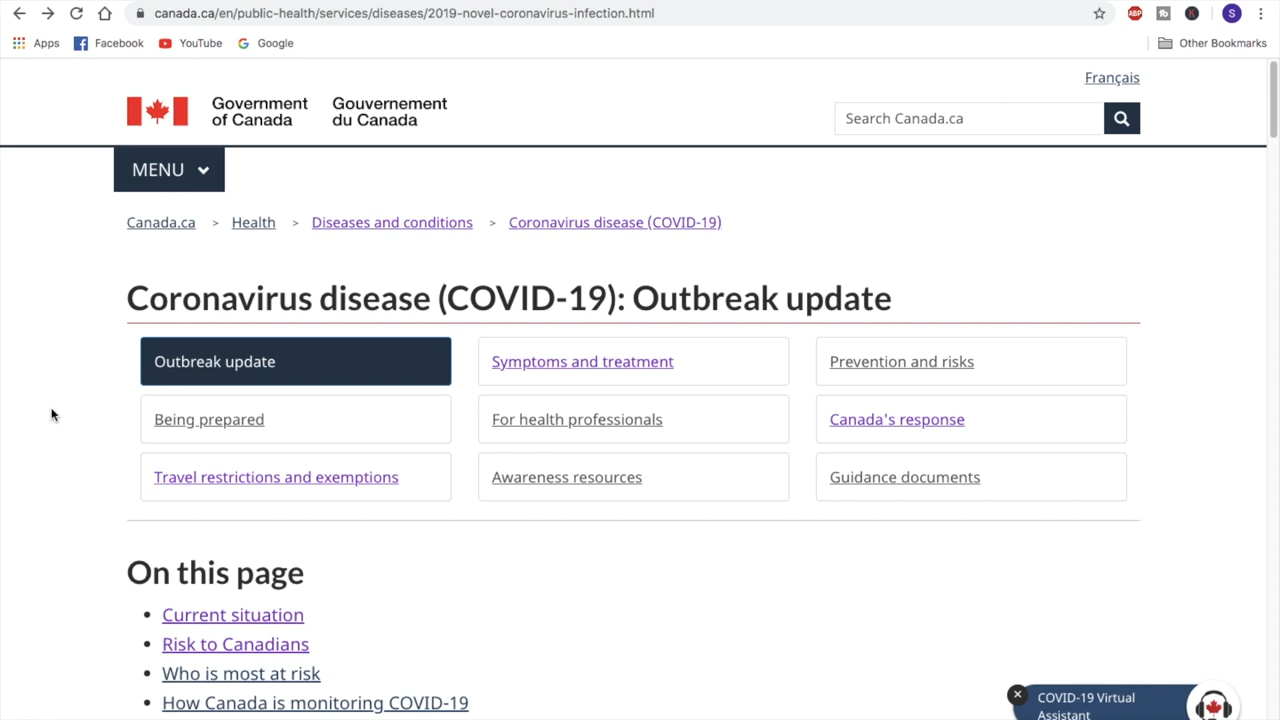 canada.ca/en/public-health/services/diseases/2019-novel-coronavirus-infection.html
ABP
S
Apps
Facebook
YouTube
Google
Other Bookmarks
Français
Government of Canada
Gouvernement du Canada
Search Canada.ca
MENU
Canada.ca > Health > Diseases and conditions > Coronavirus disease (COVID-19)
Coronavirus disease (COVID-19): Outbreak update
Outbreak update
Symptoms and treatment
Prevention and risks
Being prepared
For health professionals
Canada's response
Travel restrictions and exemptions
Awareness resources
Guidance documents
On this page
• Current situation
• Risk to Canadians
• Who is most at risk
• How Canada is monitoring COVID-19
COVID-19 Virtual
Assistant